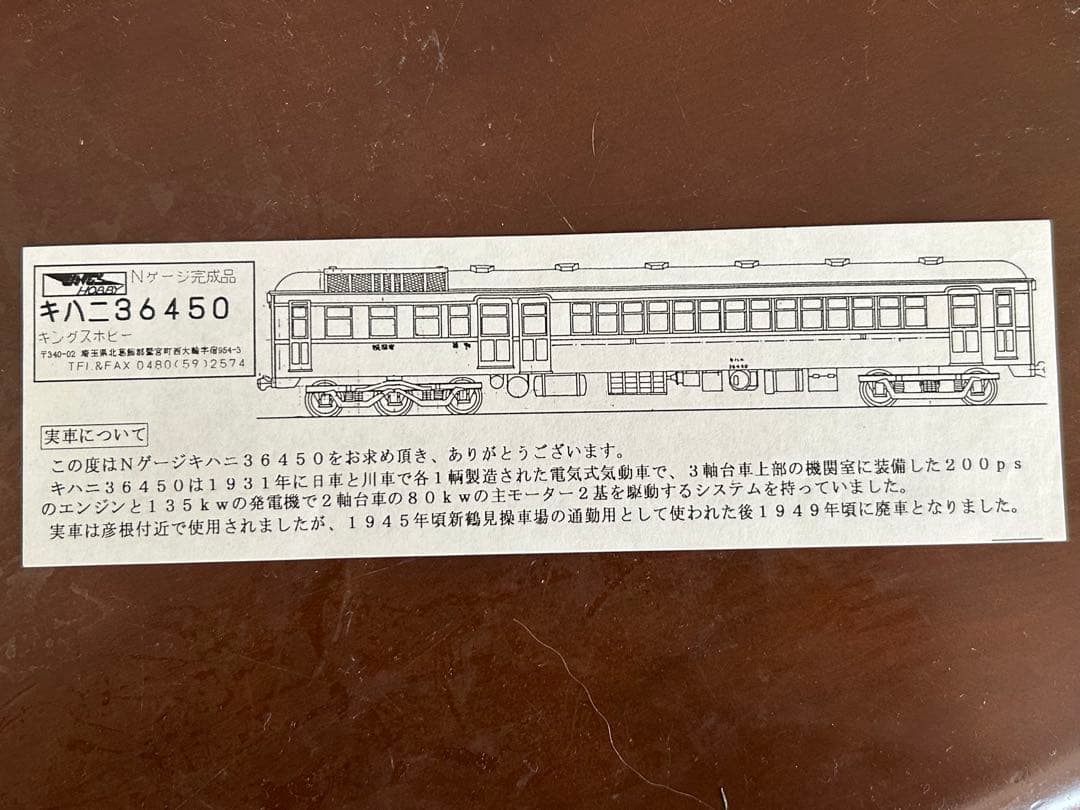 KINGS HOBBY
Nゲージ完成品
キハニ36450
キングスホビー
〒340-02 埼玉県北葛飾郡鷲宮町西大輪字宿954-3
TEL&FAX 0480(59)2574
機関室
荷物
キハニ
36450
実車について
この度はNゲージキハニ36450をお求め頂き、ありがとうございます。
キハニ36450は1931年に日車と川車で各1輌製造された電気式気動車で、3軸台車上部の機関室に装備した200ps
のエンジンと135kwの発電機で2軸台車の80kwの主モーター2基を駆動するシステムを持っていました。
実車は彦根付近で使用されましたが、1945年頃新鶴見操車場の通勤用として使われた後1949年頃に廃車となりました。